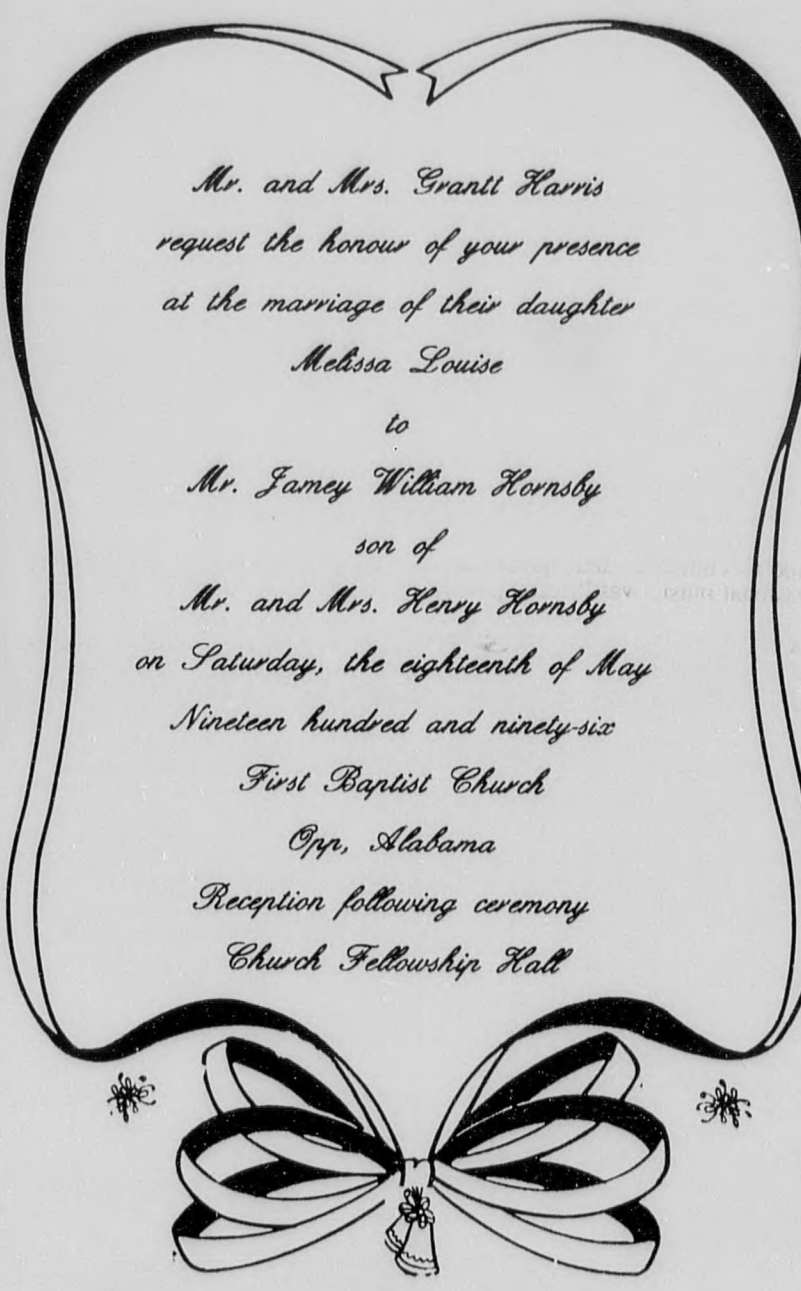 Mr. and Mrs. Grantt Harris
request the honour of your presence
at the marriage of their daughter
Melissa Louise
to
Mr. Jamey William Hornsby
son of
Mr. and Mrs. Henry Hornsby
on Saturday, the eighteenth of May
Nineteen hundred and ninety-six
First Baptist Church
Opp, Alabama
Reception following ceremony
Church Fellowship Hall